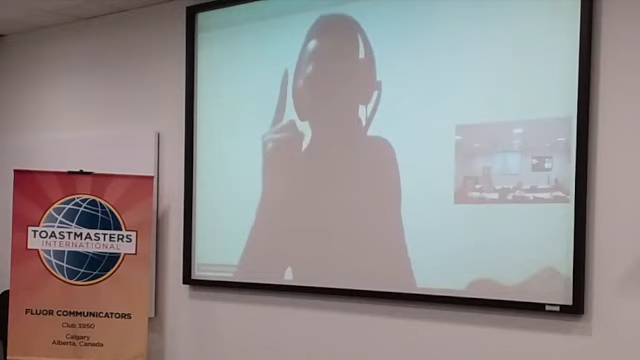 TOASTMASTERS
INTERNATIONAL
FLUOR COMMUNICATORS
Club 3950
Calgary
Alberta, Canada